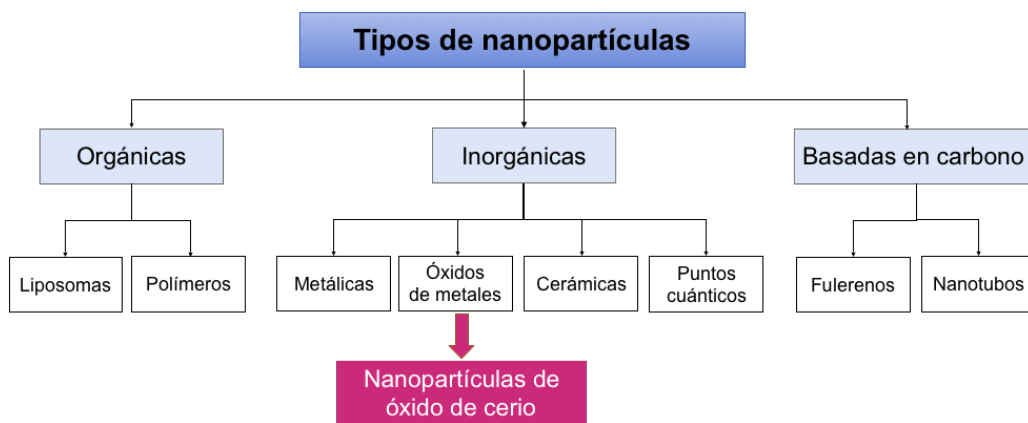 Tipos de nanopartículas
Orgánicas
Inorgánicas
Basadas en carbono
Liposomas
Polímeros
Metálicas
Óxidos
de metales
Cerámicas
Puntos
cuánticos
Fulerenos
Nanotubos
Nanopartículas de
óxido de cerio